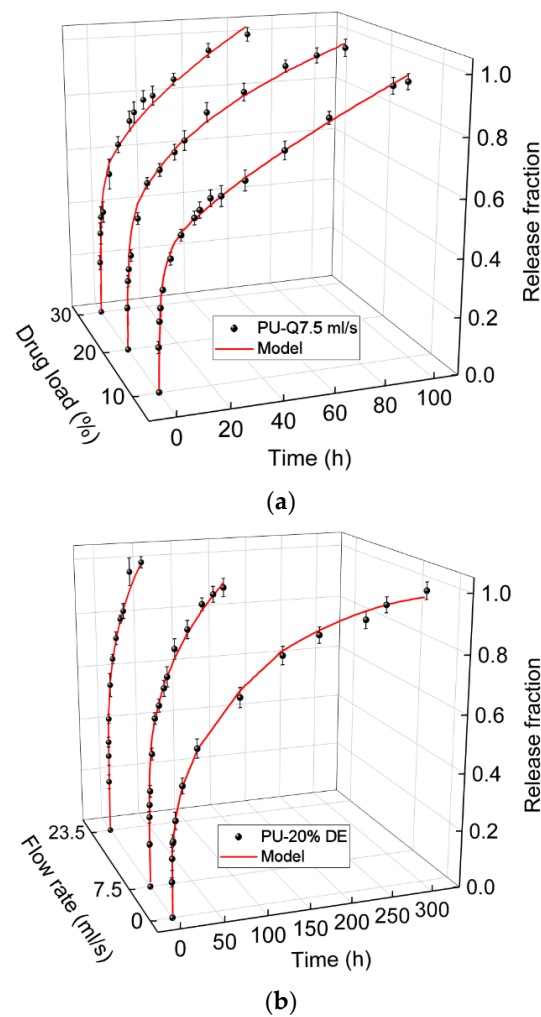 1.0
0.8
0.6
0.4
0.2
0.0
Release fraction
30
20
10
Drug load (%)
PU-Q7.5 ml/s
Model
0 20 40 60 80 100
Time (h)
(a)
1.0
0.8
0.6
0.4
0.2
0.0
Release fraction
23.5
7.5
0
Flow rate (ml/s)
PU-20% DE
Model
0 50 100 150 200 250 300
Time (h)
(b)